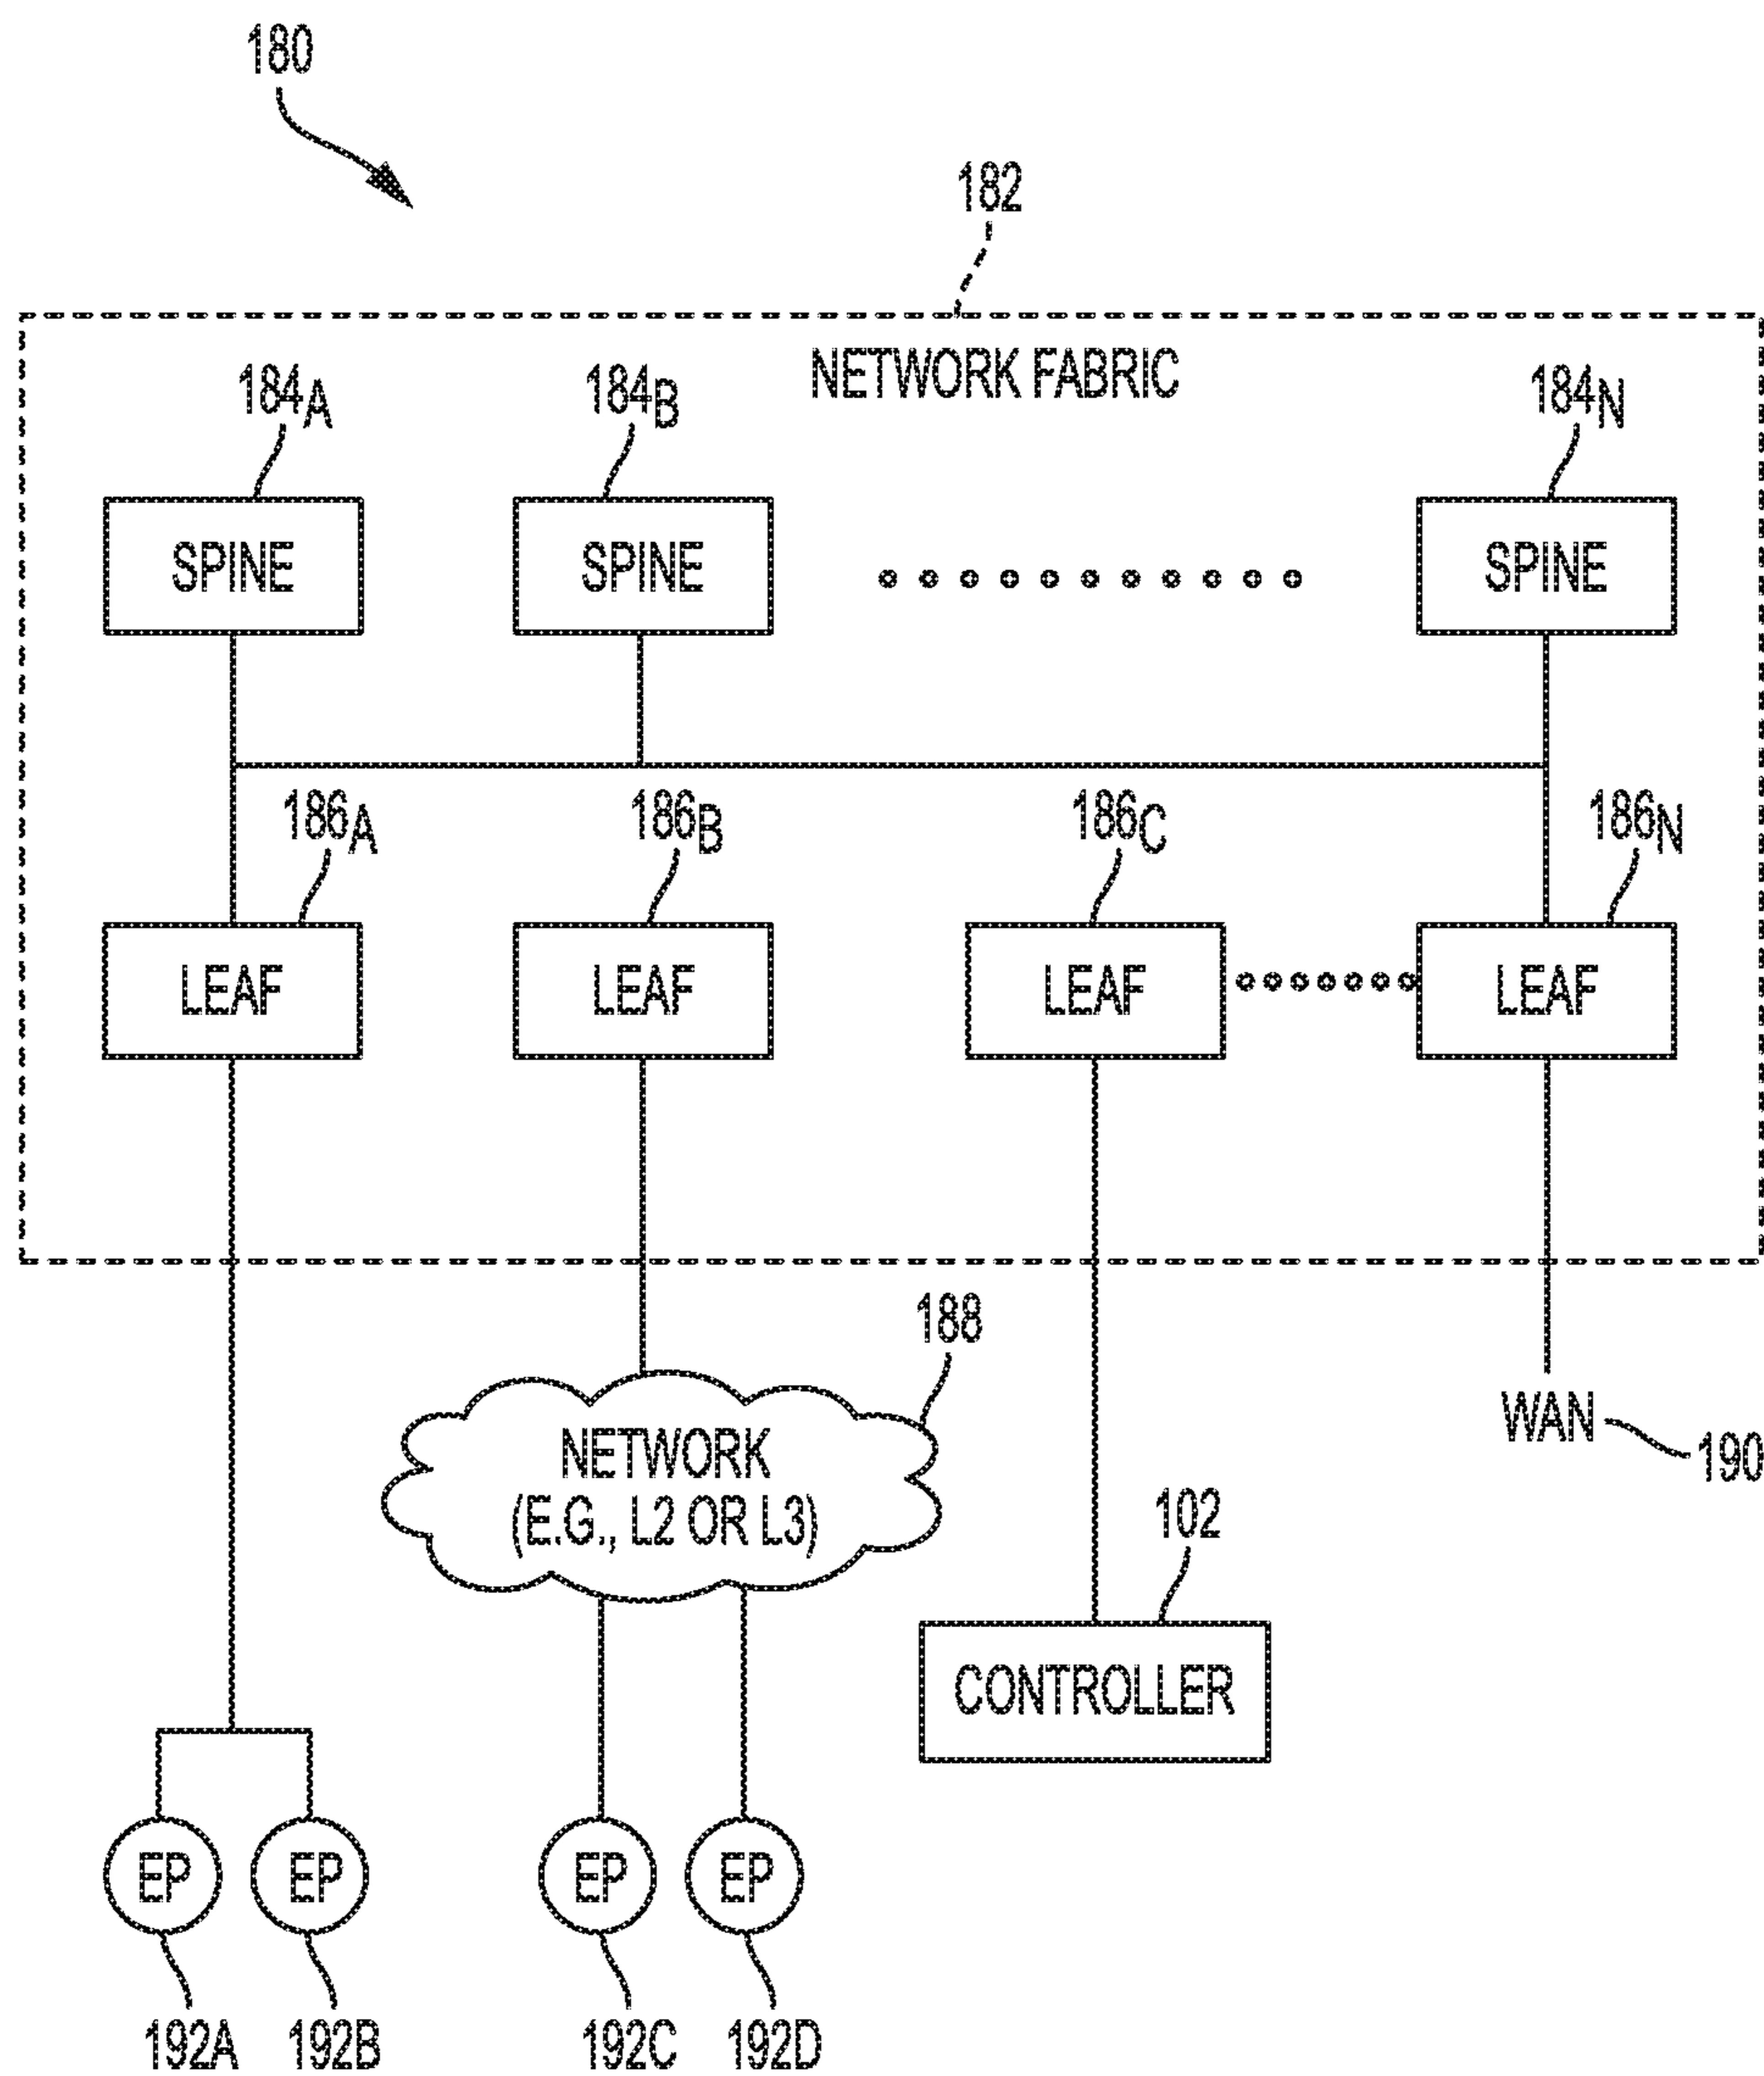 180
182
NETWORK FABRIC
184A 184B 184N
SPINE SPINE SPINE
186A 186B 186C 186N
LEAF LEAF LEAF LEAF
188
NETWORK
(E.G., L2 OR L3)
WAN
190
102
CONTROLLER
EP EP EP EP
192A 192B 192C 192D